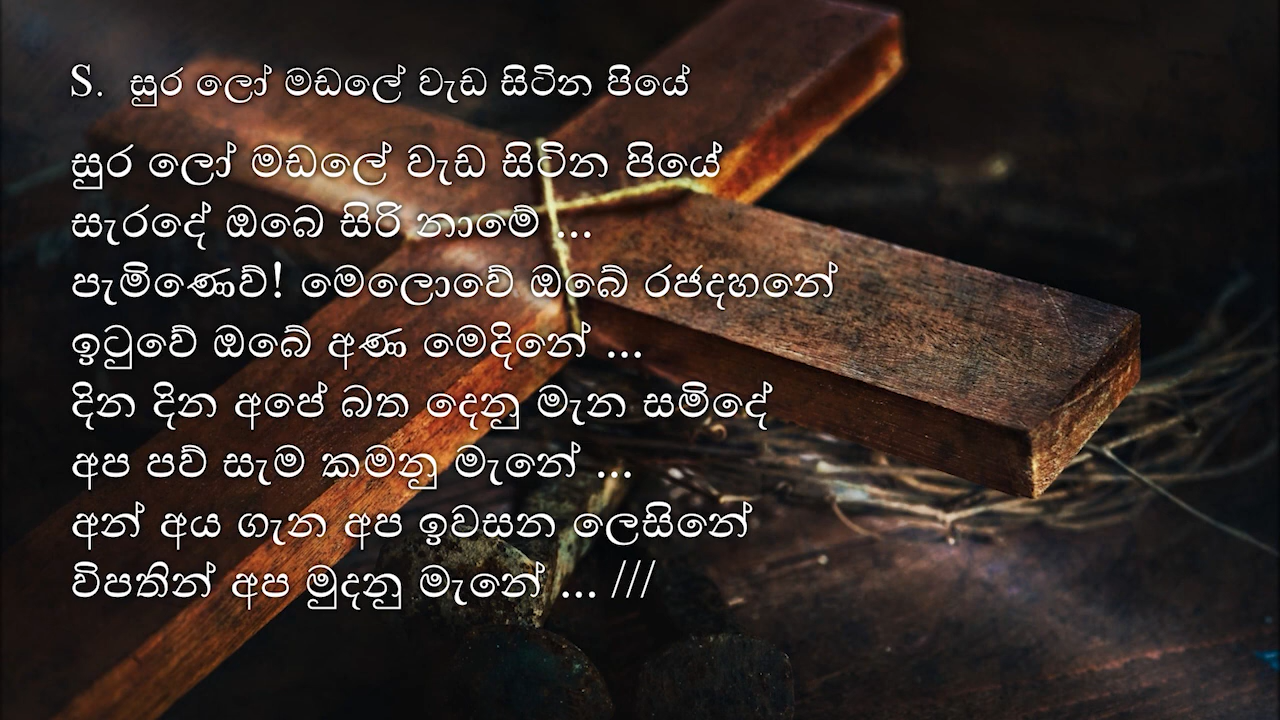 S. සුර ලෝ මඩලේ වැඩ සිටින පියේ
සුර ලෝ මඩලේ වැඩ සිටින පියේ
සැරදේ ඔබෙ සිරි නාමේ ...
පැමිණෙව්! මෙලොවේ ඔබේ රජදහනේ
ඉටුවේ ඔබේ අණ මෙදිනේ ...
දින දින අපේ බත දෙනු මැන සමිදේ
අප පව් සැම කමනු මැනේ ...
අන් අය ගැන අප ඉවසන ලෙසිනේ
විපතින් අප මුදනු මැනේ ... ///